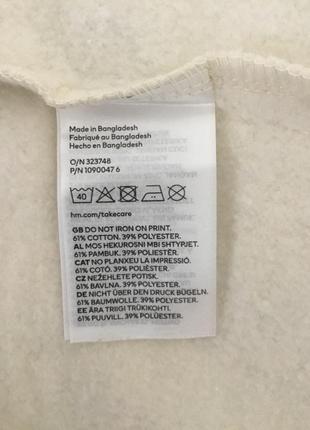 Made in Bangladesh
Fabriqué au Bangladesh
Hecho en Bangladesh
O/N 323748
P/N 1090047 6
40
hm.com/takecare
GB DO NOT IRON ON PRINT.
61% COTTON. 39% POLYESTER.
AL MOS HEKUROSNI MBI SHTYPJET.
61% PAMBUK. 39% POLIESTËR.
CAT NO PLANXEU LA IMPRESSIÓ.
61% COTÓ. 39% POLIÈSTER.
CZ NEŽEHLETE POTISK.
61% BAVLNA. 39% POLYESTER.
DE NICHT ÜBER DEN DRUCK BÜGELN.
61% BAUMWOLLE. 39% POLYESTER.
EE ÄRA TRIIGI TRÜKIKOHTI.
61% PUUVILL. 39% POLÜESTER.